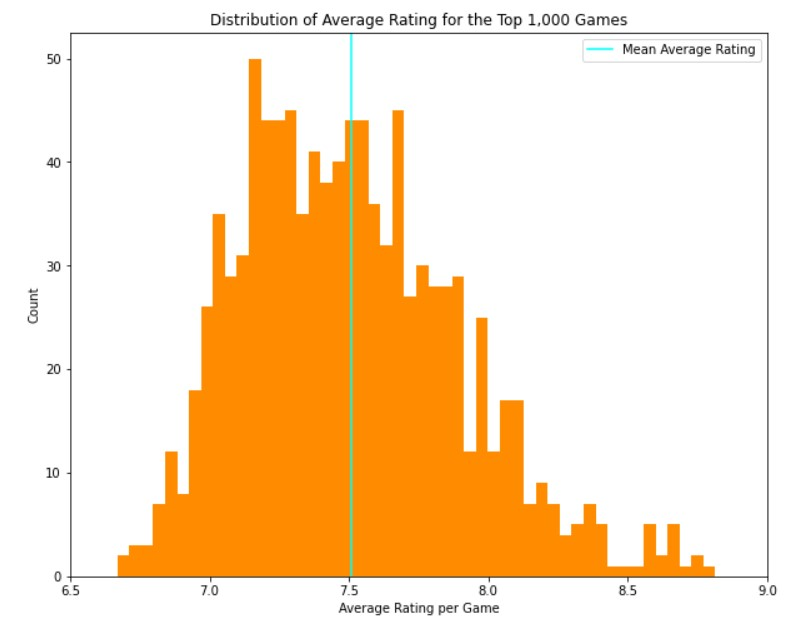 Distribution of Average Rating for the Top 1,000 Games
Mean Average Rating
50
40
30
20
10
0
Count
6.5 7.0 7.5 8.0 8.5 9.0
Average Rating per Game